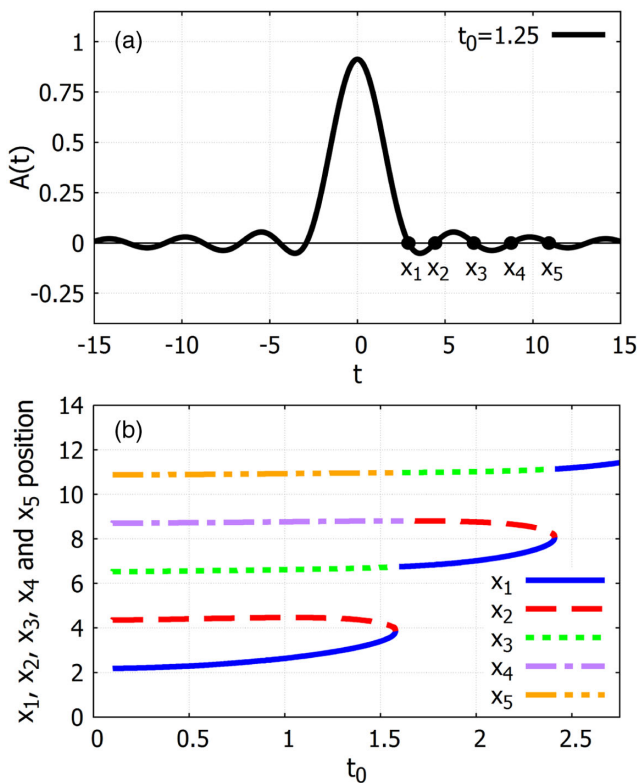 (a)
t₀=1.25
1
0.75
0.5
0.25
0
-0.25
A(t)
x₁ x₂ x₃ x₄ x₅
-15 -10 -5 0 5 10 15
t
(b)
14
12
10
8
6
4
2
0
x₁, x₂, x₃, x₄ and x₅ position
x₁
x₂
x₃
x₄
x₅
0 0.5 1 1.5 2 2.5
t₀